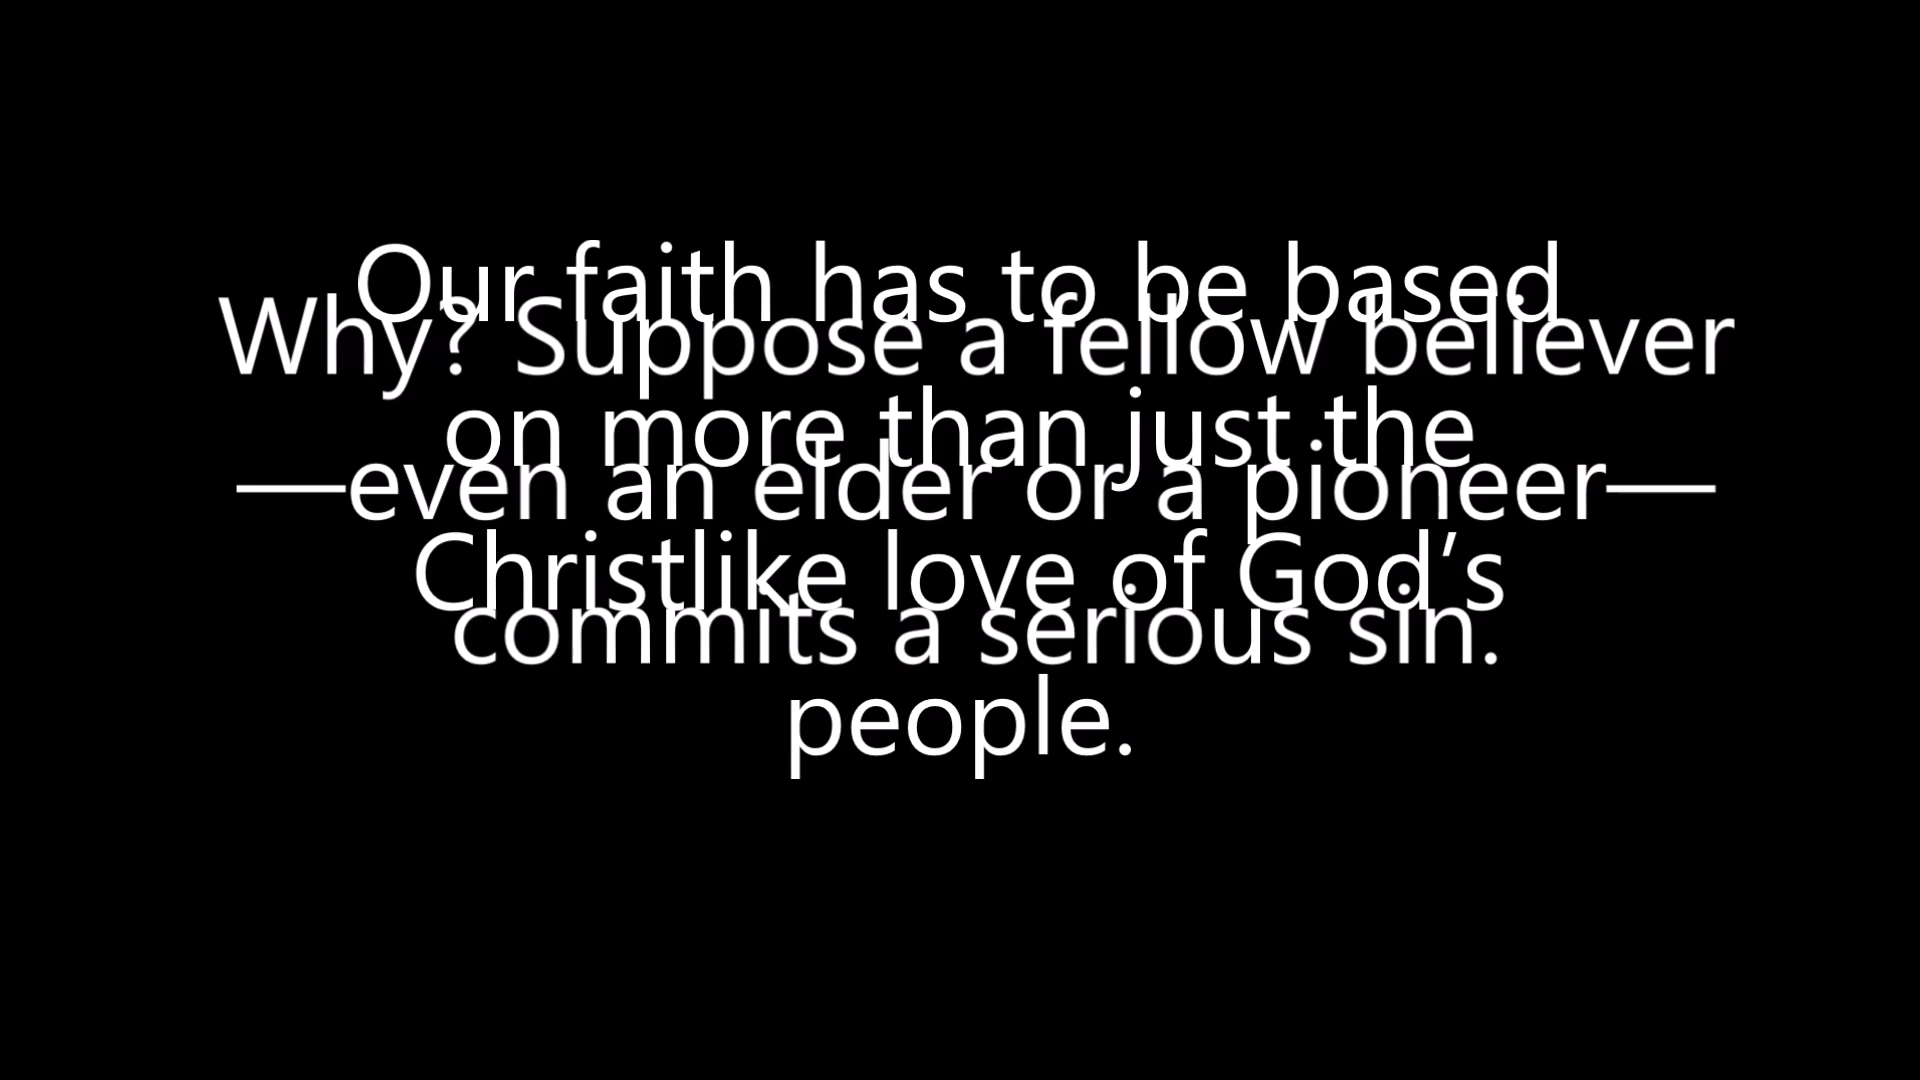 Our faith has to be based
on more than just the
Christlike love of God’s
people.
Why? Suppose a fellow believer
—even an elder or a pioneer—
commits a serious sin.